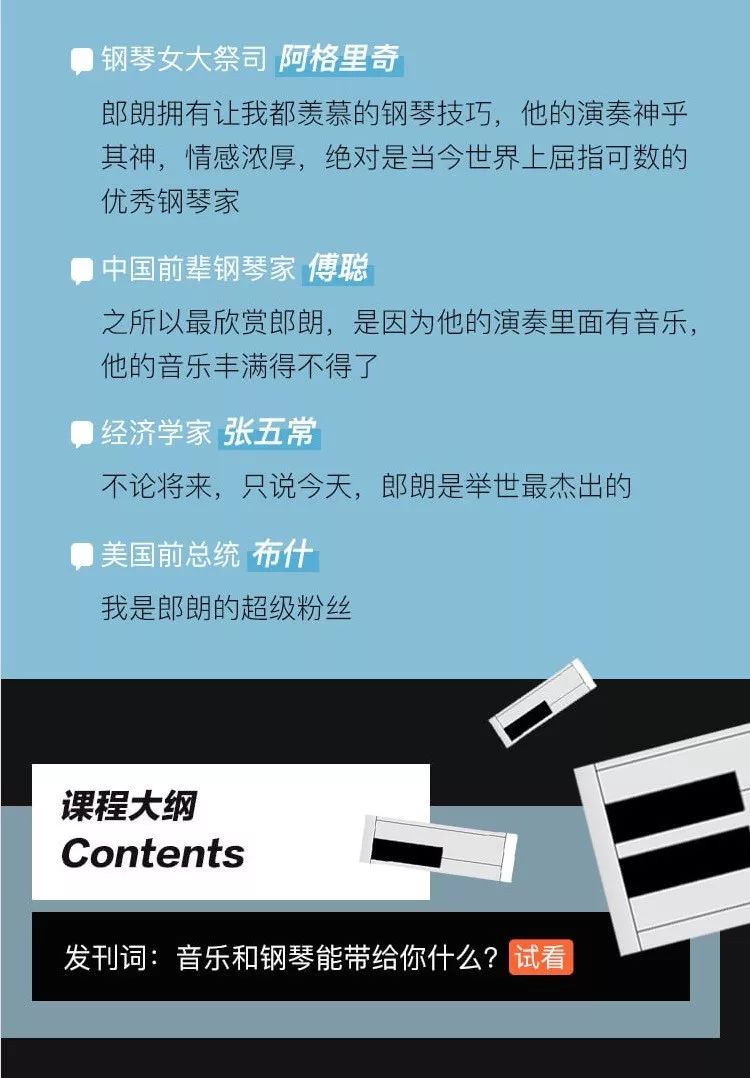 钢琴女大祭司 阿格里奇
郎朗拥有让我都羡慕的钢琴技巧，他的演奏神乎
其神，情感浓厚，绝对是当今世界上屈指可数的
优秀钢琴家
中国前辈钢琴家 傅聪
之所以最欣赏郎朗，是因为他的演奏里面有音乐，
他的音乐丰满得不得了
经济学家 张五常
不论将来，只说今天，郎朗是举世最杰出的
美国前总统 布什
我是郎朗的超级粉丝
课程大纲
Contents
发刊词：音乐和钢琴能带给你什么？ 试看